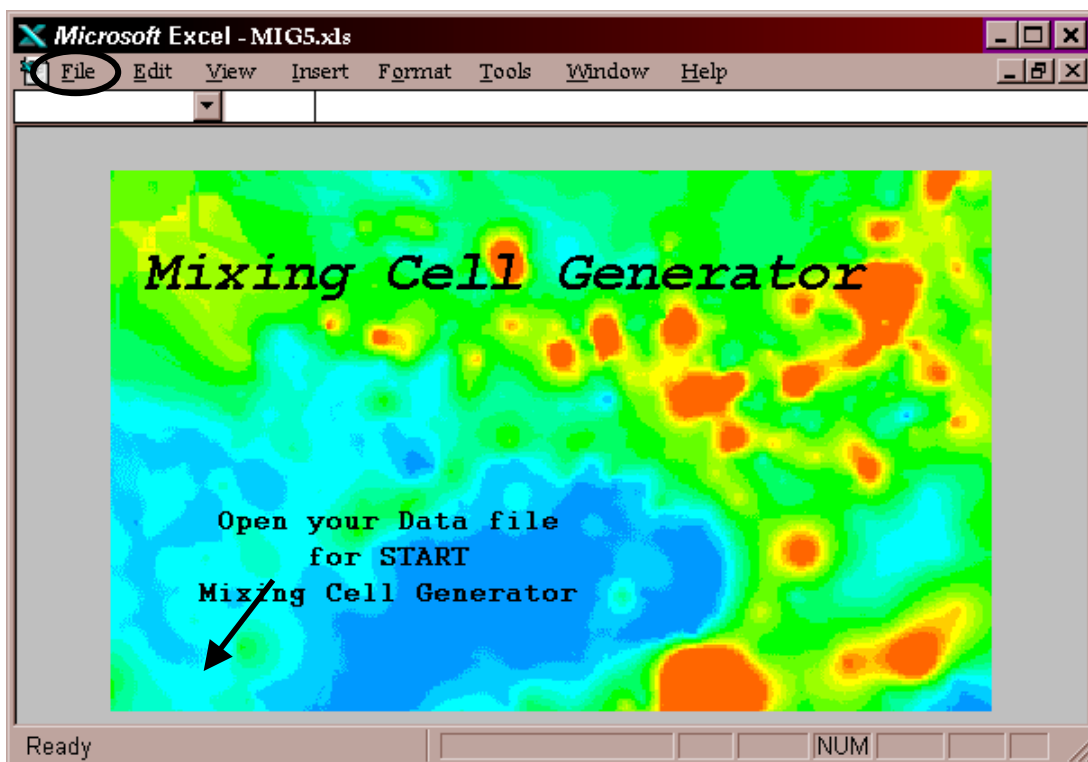 Microsoft Excel - MIG5.xls
File Edit View Insert Format Tools Window Help
Mixing Cell Generator
Open your Data file
for START
Mixing Cell Generator
Ready NUM